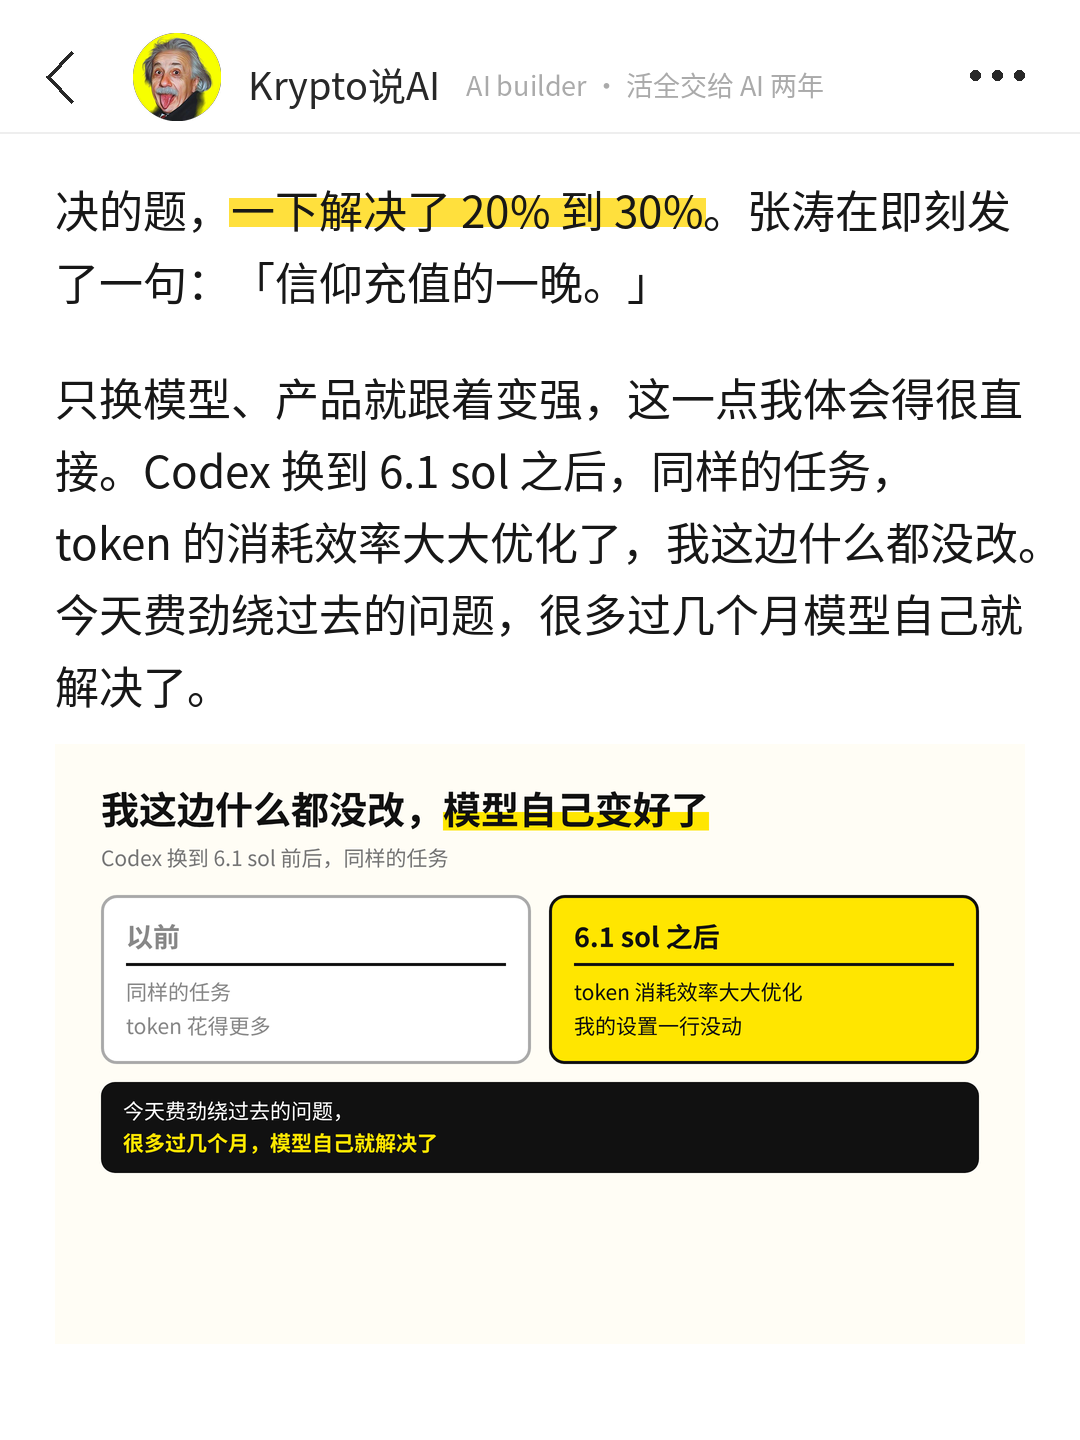 Krypto说AI AI builder · 活全交给 AI 两年
决的题，一下解决了 20% 到 30%。张涛在即刻发
了一句：「信仰充值的一晚。」
只换模型、产品就跟着变强，这一点我体会得很直
接。Codex 换到 6.1 sol 之后，同样的任务，
token 的消耗效率大大优化了，我这边什么都没改。
今天费劲绕过去的问题，很多过几个月模型自己就
解决了。
我这边什么都没改，模型自己变好了
Codex 换到 6.1 sol 前后，同样的任务
以前
同样的任务
token 花得更多
6.1 sol 之后
token 消耗效率大大优化
我的设置一行没动
今天费劲绕过去的问题，
很多过几个月，模型自己就解决了